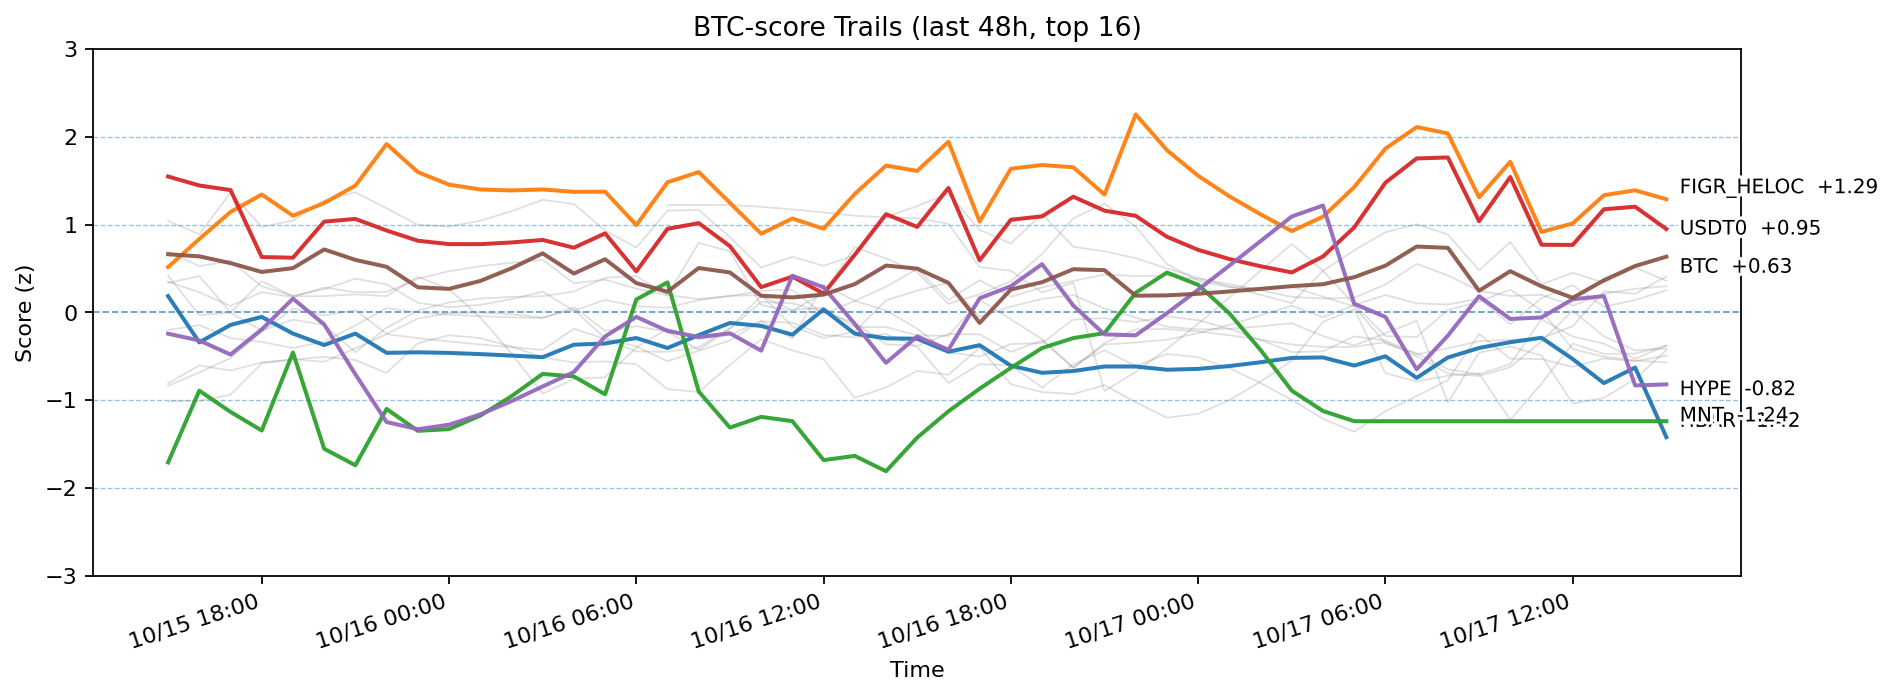 BTC-score Trails (last 48h, top 16)
Score (z)
3
2
1
0
−1
−2
−3
FIGR_HELOC +1.29
USDT0 +0.95
BTC +0.63
HYPE -0.82
MNT -1.24
10/15 18:00
10/16 00:00
10/16 06:00
10/16 12:00
10/16 18:00
10/17 00:00
10/17 06:00
10/17 12:00
Time